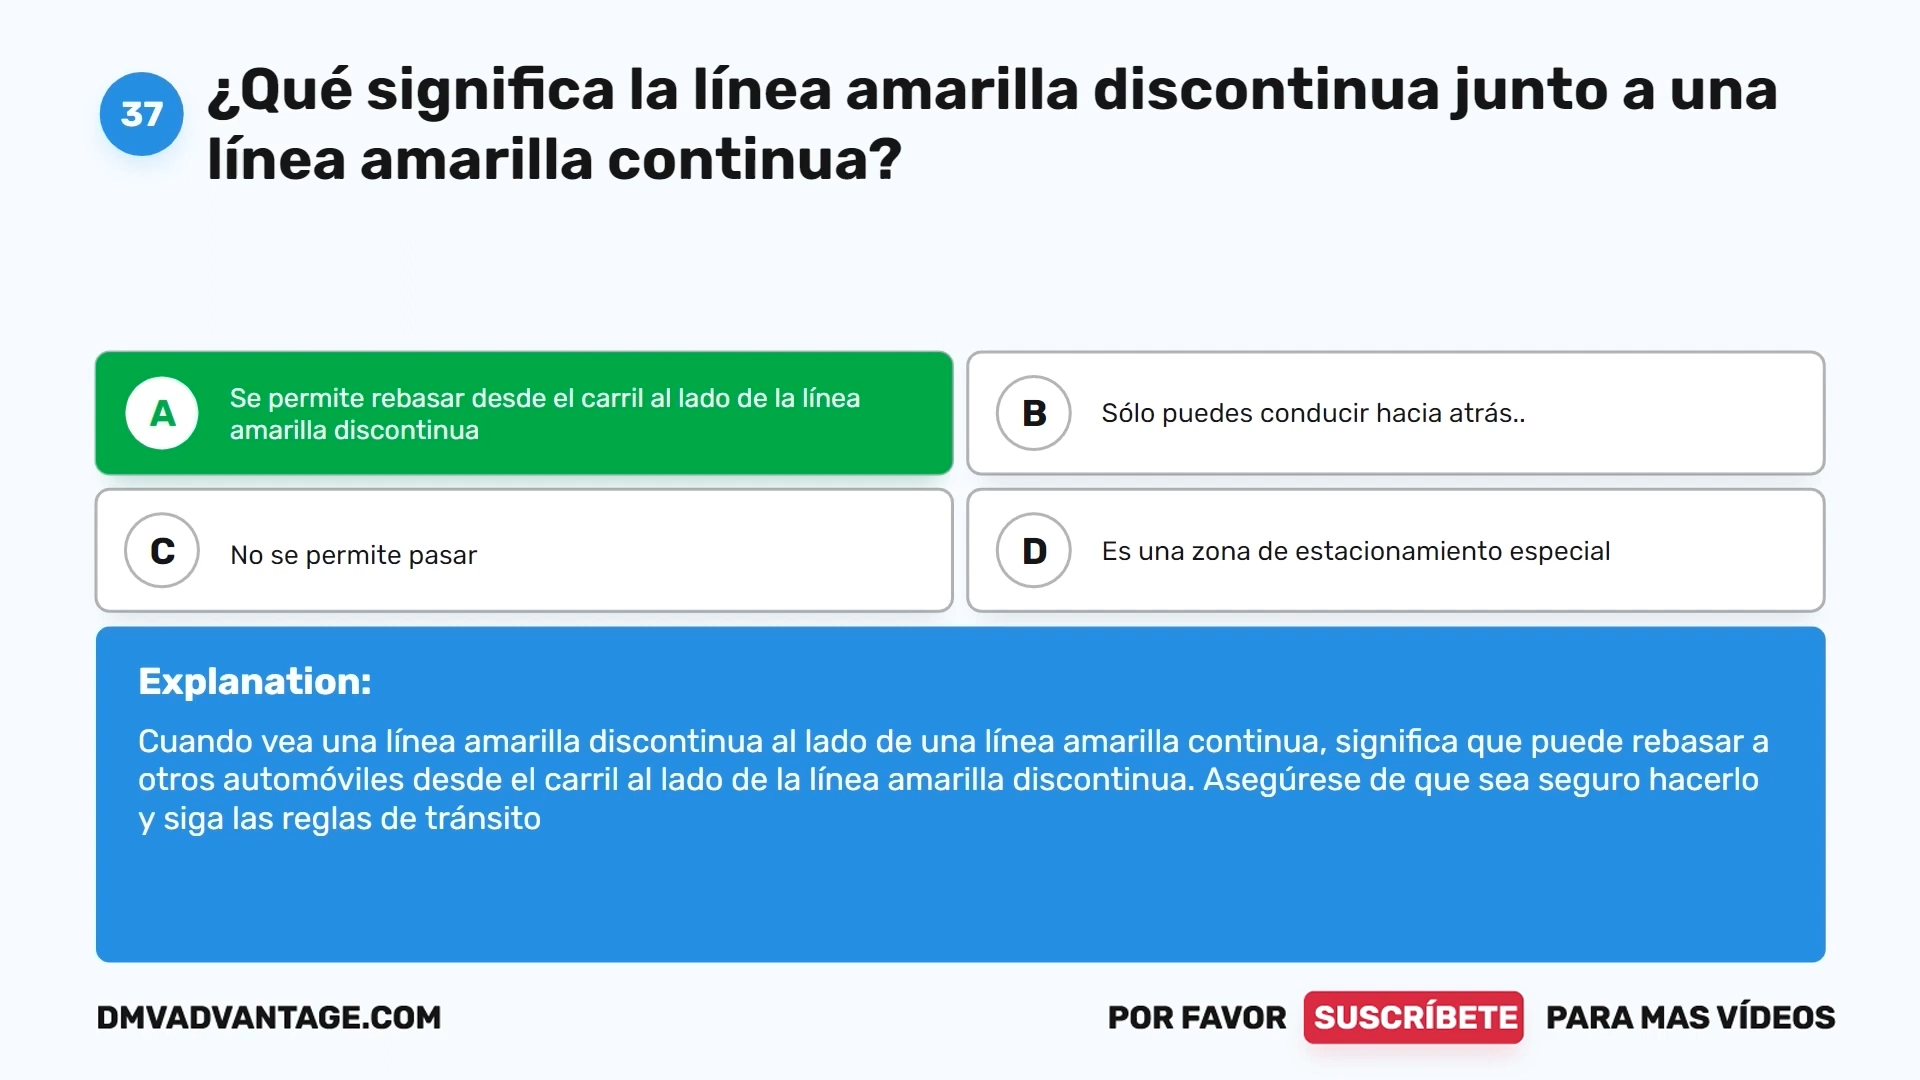 37
¿Qué significa la línea amarilla discontinua junto a una
línea amarilla continua?
A
Se permite rebasar desde el carril al lado de la línea
amarilla discontinua
B
Sólo puedes conducir hacia atrás..
C
No se permite pasar
D
Es una zona de estacionamiento especial
Explanation:
Cuando vea una línea amarilla discontinua al lado de una línea amarilla continua, significa que puede rebasar a
otros automóviles desde el carril al lado de la línea amarilla discontinua. Asegúrese de que sea seguro hacerlo
y siga las reglas de tránsito
DMVADVANTAGE.COM
POR FAVOR SUSCRÍBETE PARA MAS VÍDEOS